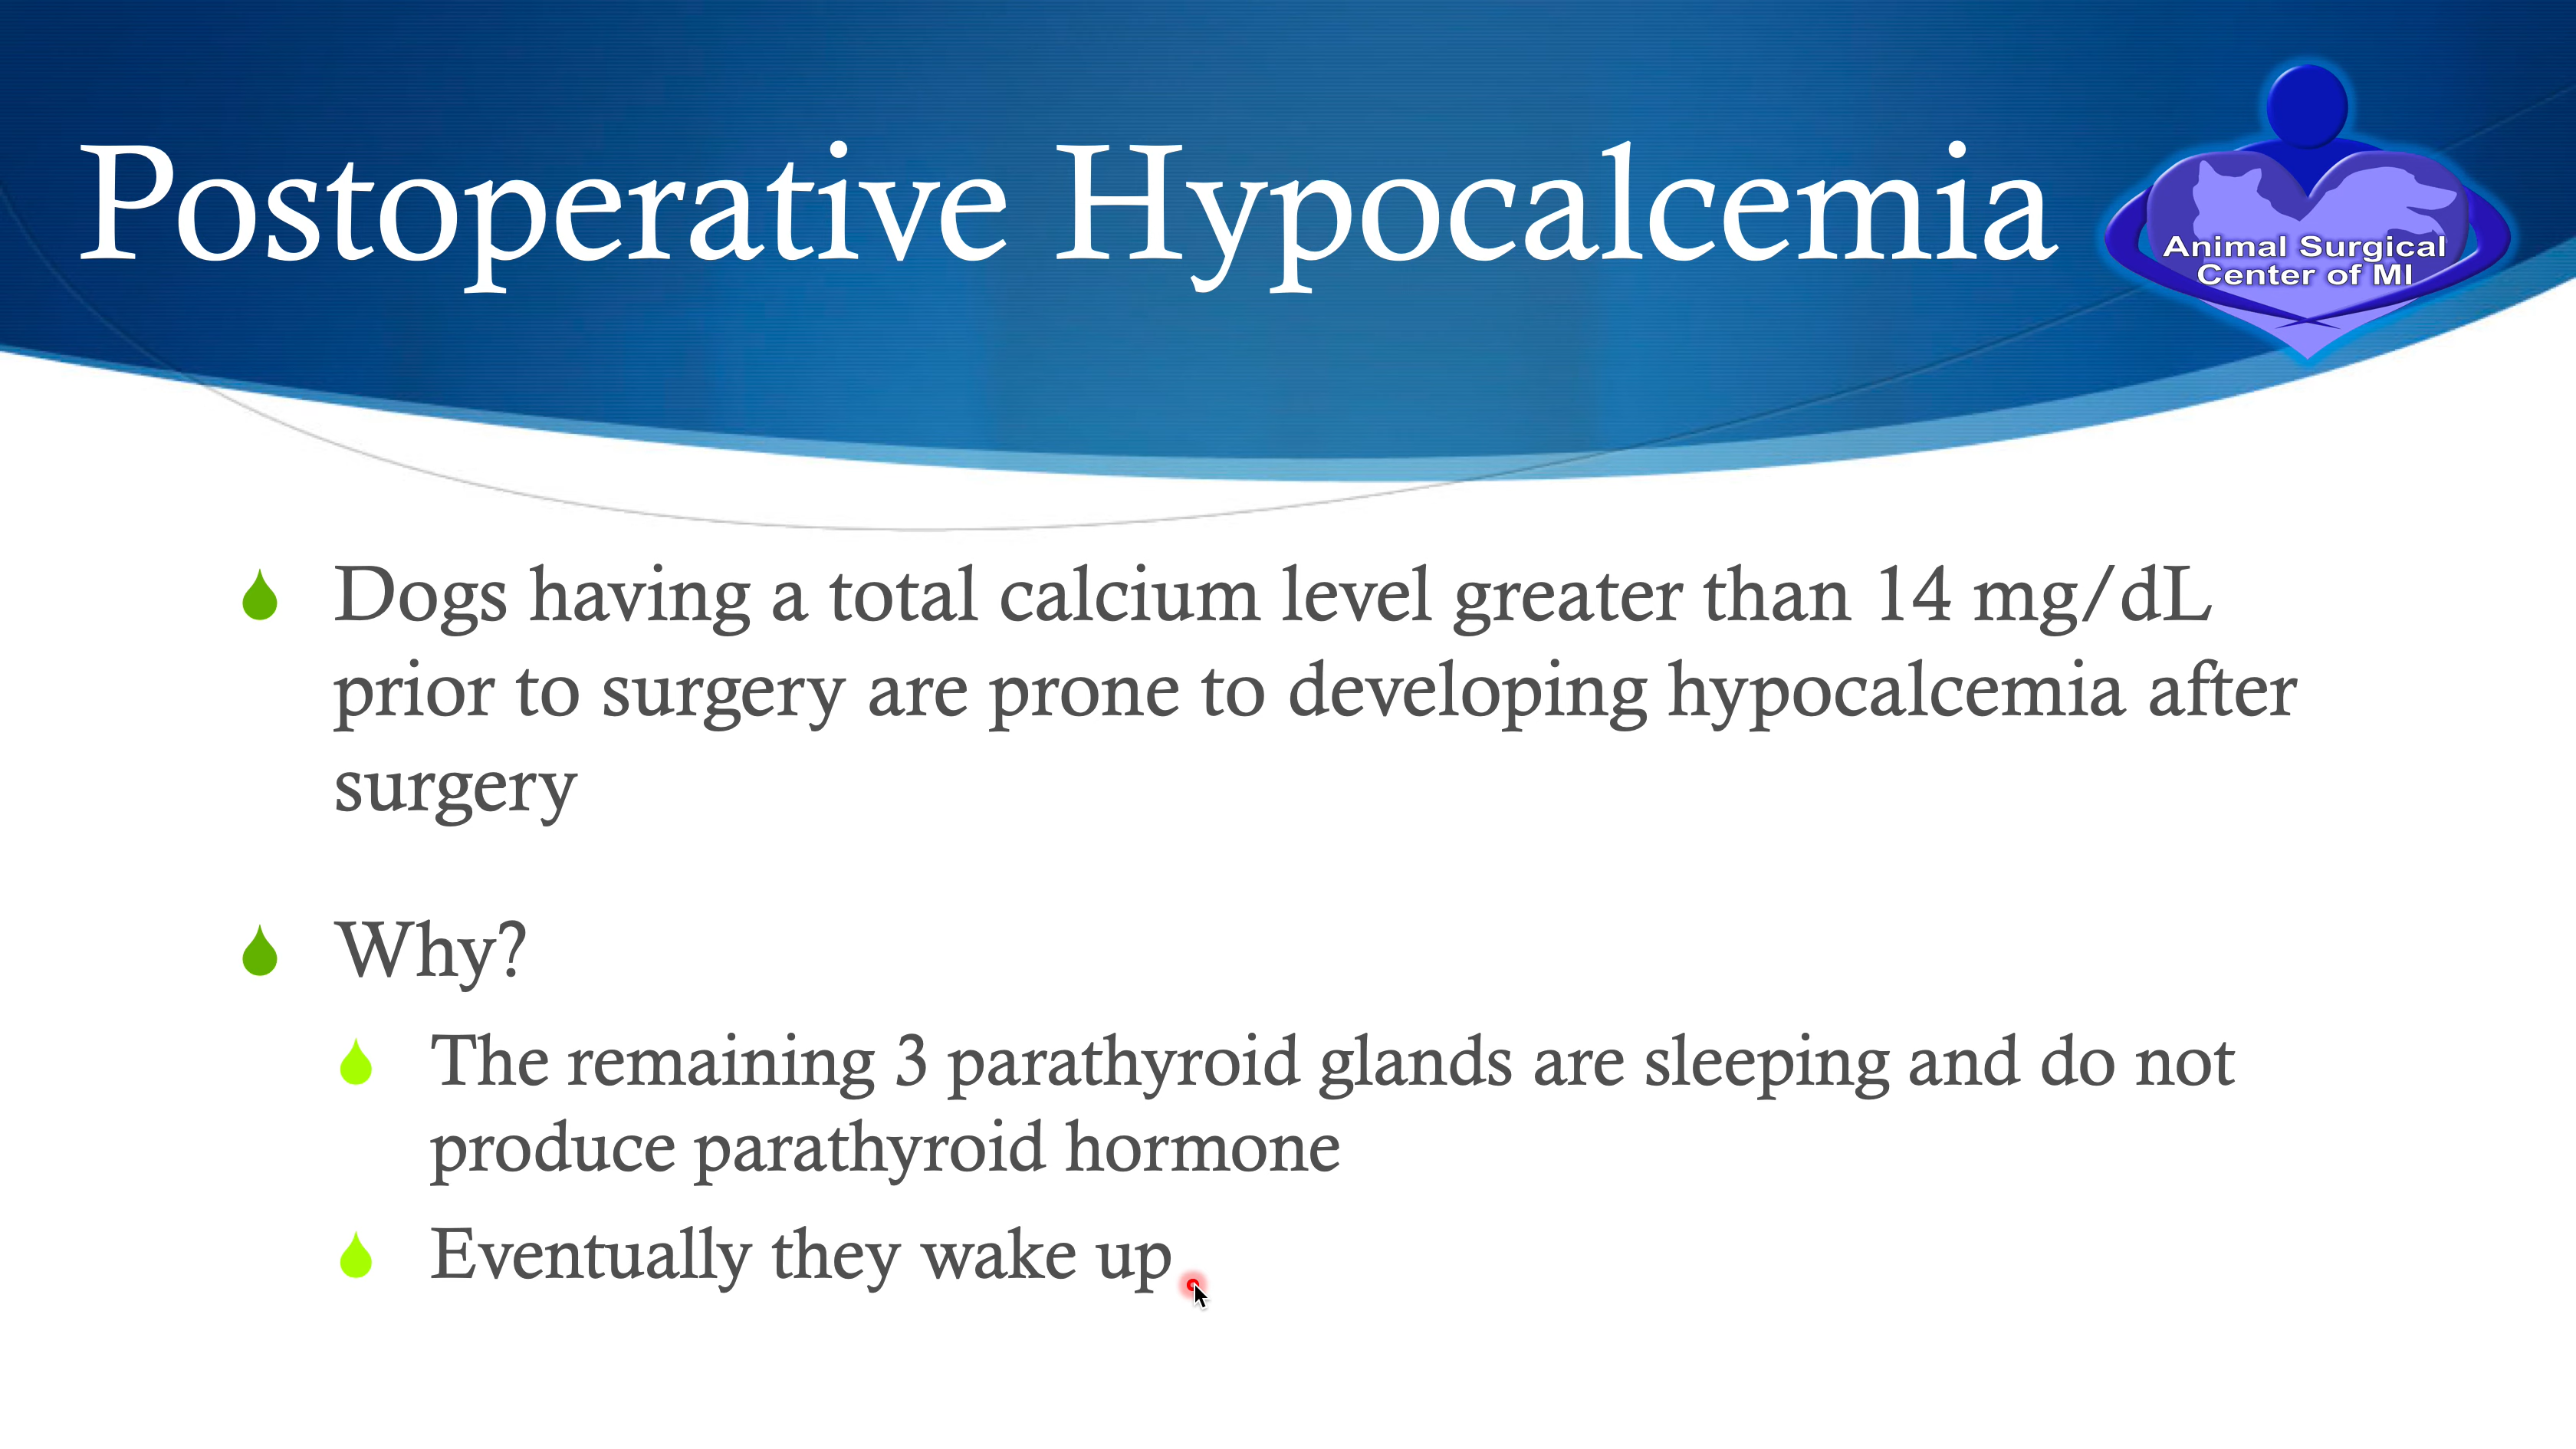 Postoperative Hypocalcemia
Animal Surgical
Center of MI
Dogs having a total calcium level greater than 14 mg/dL
prior to surgery are prone to developing hypocalcemia after
surgery
Why?
The remaining 3 parathyroid glands are sleeping and do not
produce parathyroid hormone
Eventually they wake up